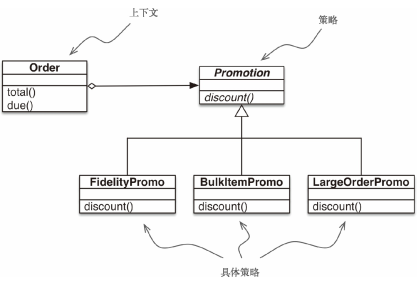 上下文
策略
Order
total()
due()
Promotion
discount()
FidelityPromo
discount()
BulkItemPromo
discount()
LargeOrderPromo
discount()
具体策略